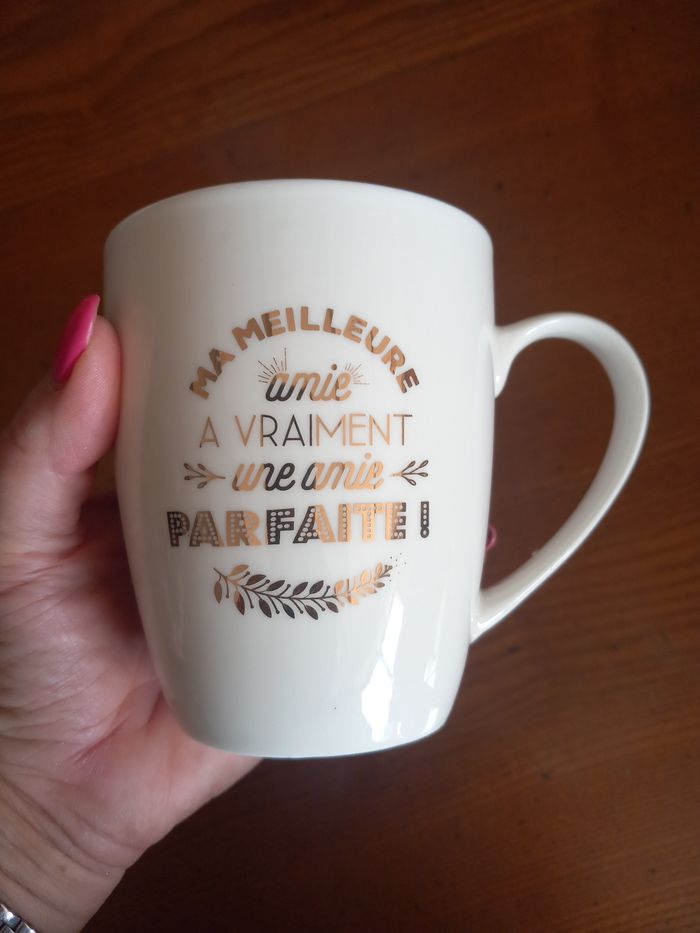 MA MEILLEURE
amie
A VRAIMENT
une amie
PARFAITE !